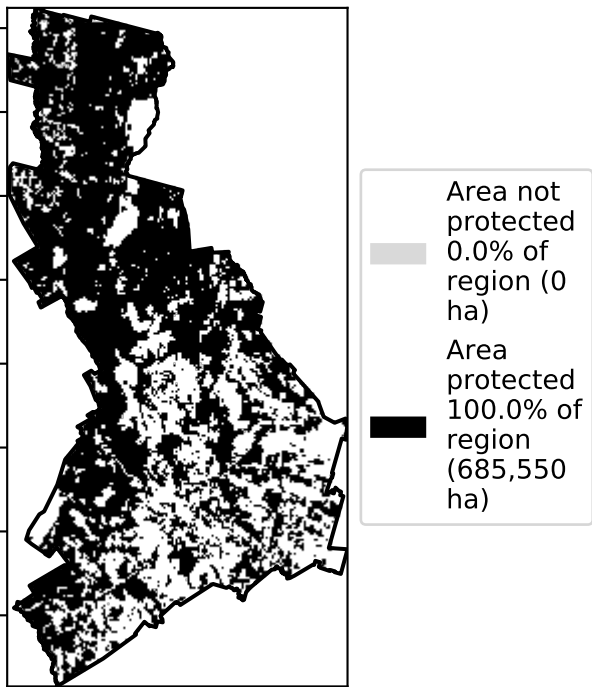 Area not
protected
0.0% of
region (0
ha)
Area
protected
100.0% of
region
(685,550
ha)